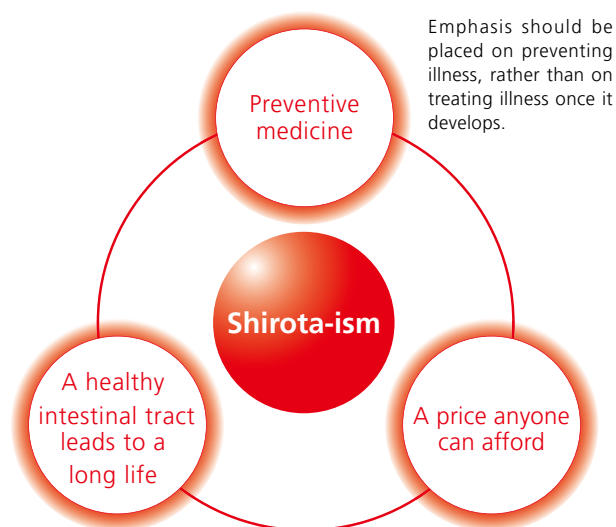 Emphasis should be
placed on preventing
illness, rather than on
treating illness once it
develops.
Preventive
medicine
Shirota-ism
A healthy
intestinal tract
leads to a
long life
A price anyone
can afford